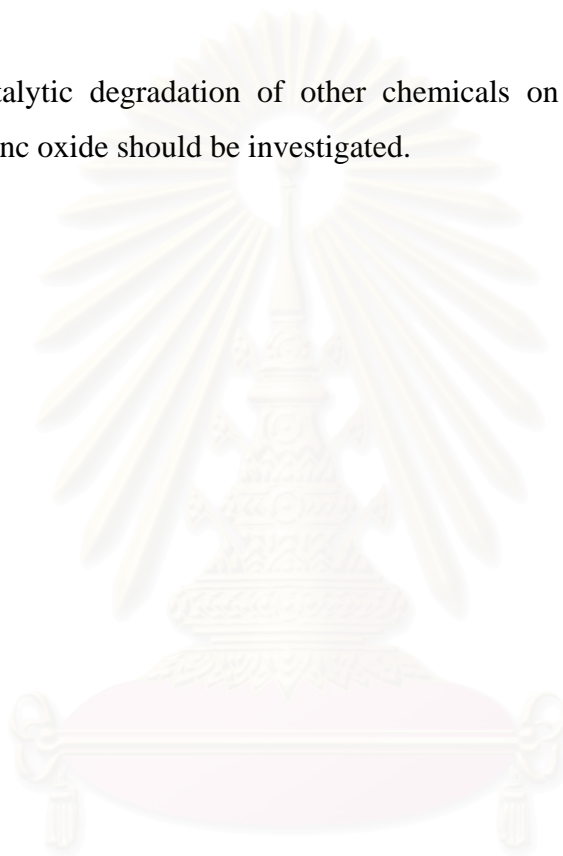 talytic degradation of other chemicals on
nc oxide should be investigated.